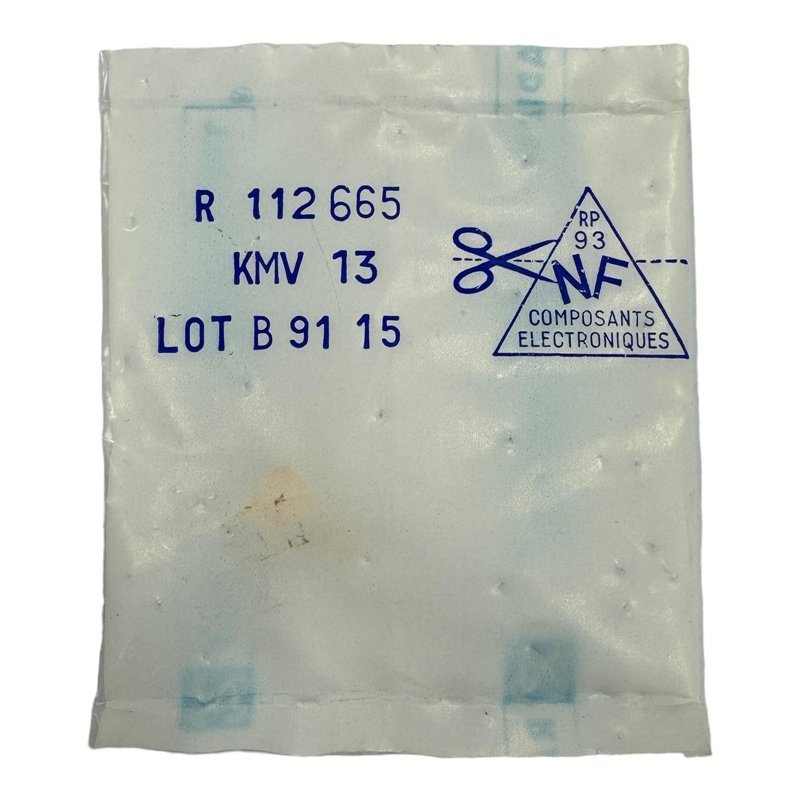 R 112 665
KMV 13
LOT B 91 15
RP
93
NF
COMPOSANTS
ELECTRONIQUES